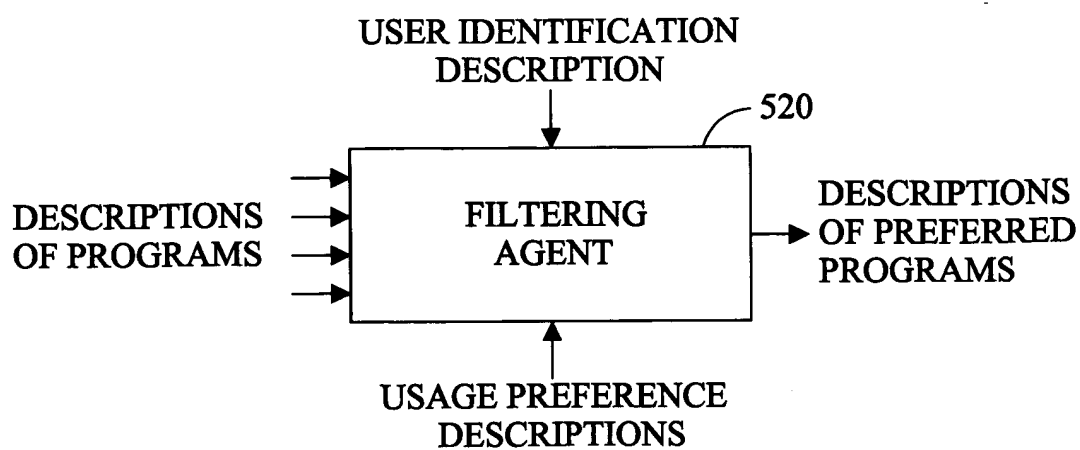 USER IDENTIFICATION
DESCRIPTION
520
DESCRIPTIONS
OF PROGRAMS
FILTERING
AGENT
DESCRIPTIONS
OF PREFERRED
PROGRAMS
USAGE PREFERENCE
DESCRIPTIONS